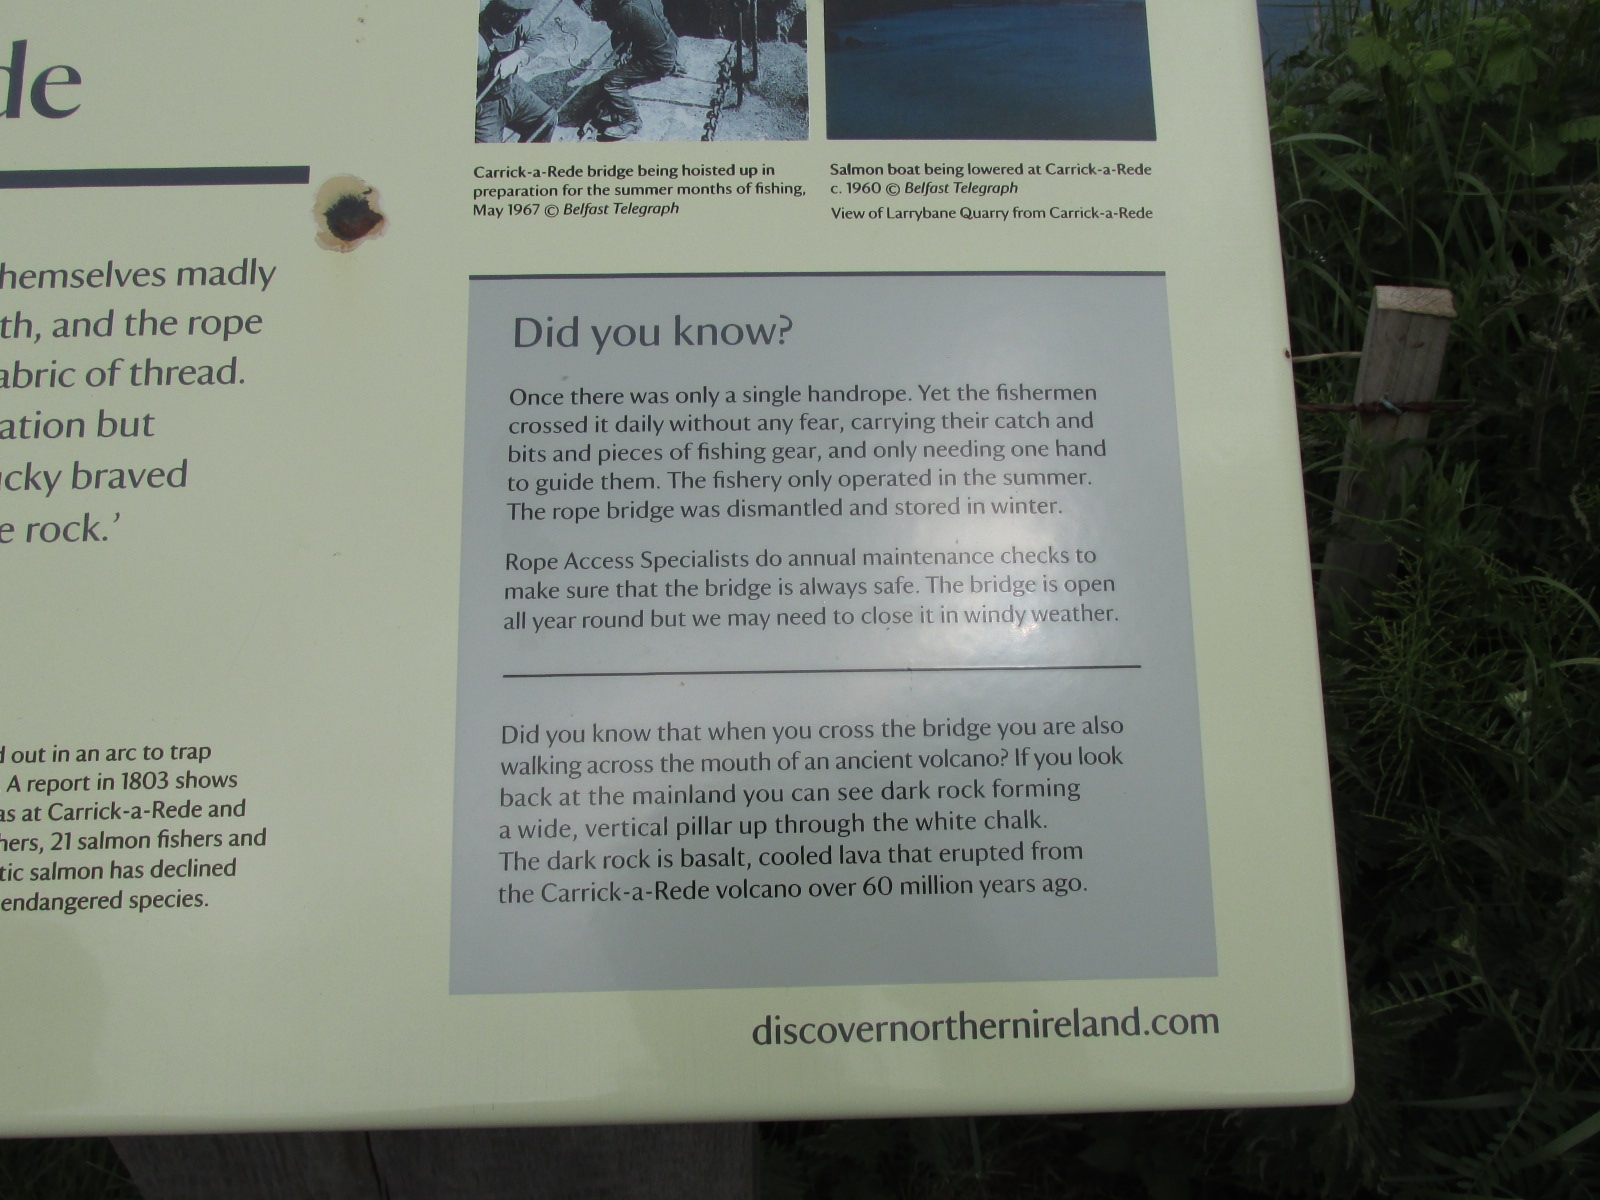 de
hemselves madly
th, and the rope
abric of thread.
ation but
ucky braved
e rock.’
d out in an arc to trap
A report in 1803 shows
as at Carrick-a-Rede and
hers, 21 salmon fishers and
tic salmon has declined
endangered species.
Carrick-a-Rede bridge being hoisted up in
preparation for the summer months of fishing,
May 1967 © Belfast Telegraph
Salmon boat being lowered at Carrick-a-Rede
c. 1960 © Belfast Telegraph
View of Larrybane Quarry from Carrick-a-Rede
Did you know?
Once there was only a single handrope. Yet the fishermen
crossed it daily without any fear, carrying their catch and
bits and pieces of fishing gear, and only needing one hand
to guide them. The fishery only operated in the summer.
The rope bridge was dismantled and stored in winter.
Rope Access Specialists do annual maintenance checks to
make sure that the bridge is always safe. The bridge is open
all year round but we may need to close it in windy weather.
Did you know that when you cross the bridge you are also
walking across the mouth of an ancient volcano? If you look
back at the mainland you can see dark rock forming
a wide, vertical pillar up through the white chalk.
The dark rock is basalt, cooled lava that erupted from
the Carrick-a-Rede volcano over 60 million years ago.
discovernorthernireland.com